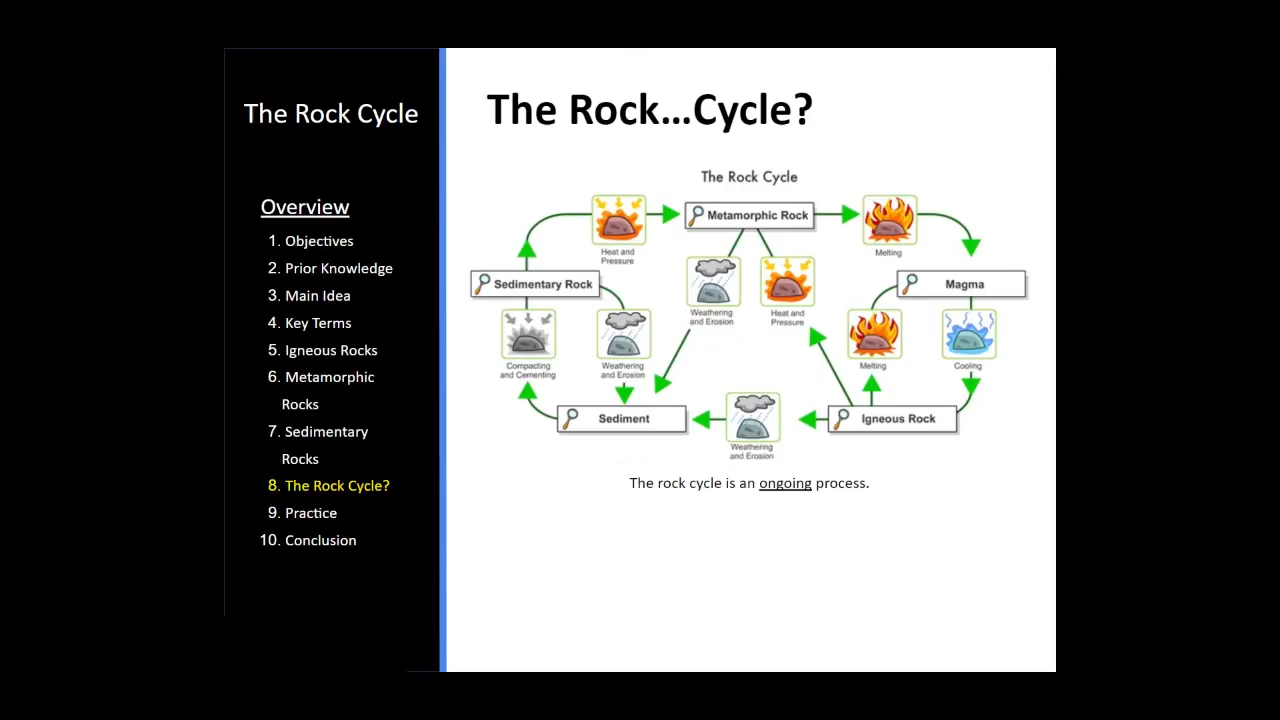 The Rock Cycle
Overview
1. Objectives
2. Prior Knowledge
3. Main Idea
4. Key Terms
5. Igneous Rocks
6. Metamorphic
Rocks
7. Sedimentary
Rocks
8. The Rock Cycle?
9. Practice
10. Conclusion
The Rock...Cycle?
The Rock Cycle
Metamorphic Rock
Heat and
Pressure
Melting
Sedimentary Rock
Magma
Weathering
and Erosion
Heat and
Pressure
Compacting
and Cementing
Weathering
and Erosion
Melting
Cooling
Sediment
Igneous Rock
Weathering
and Erosion
The rock cycle is an ongoing process.